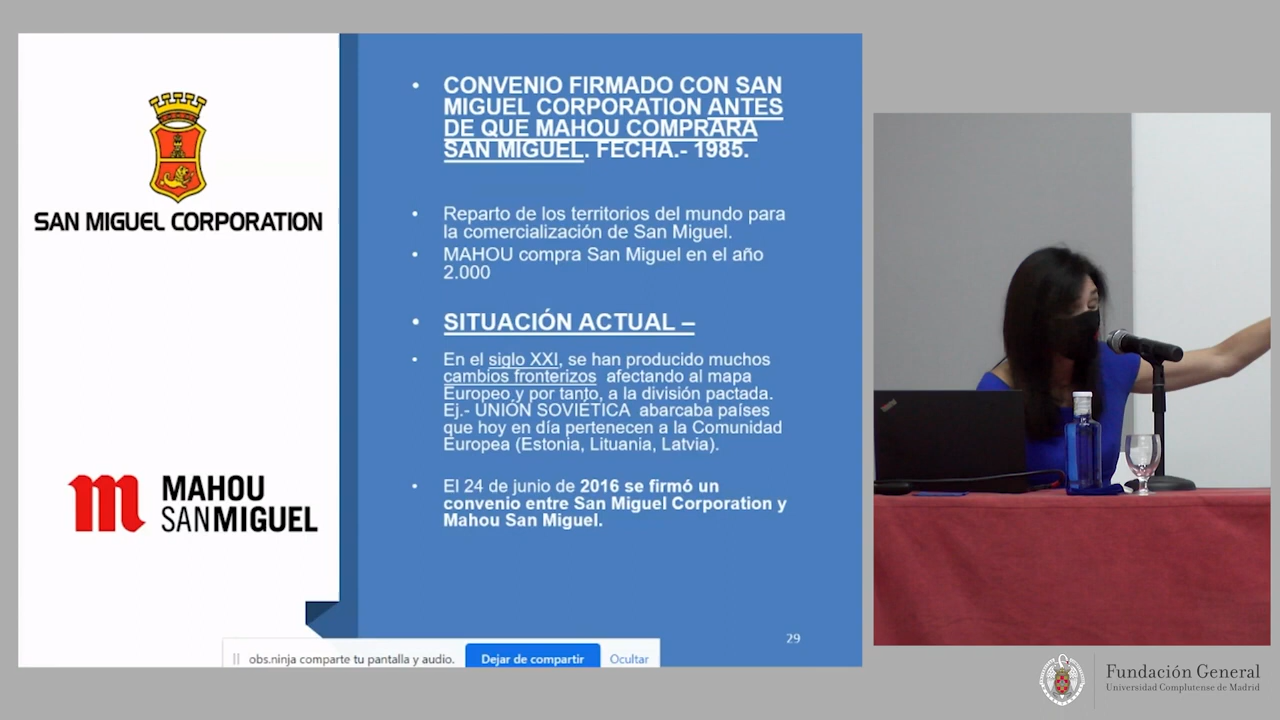 SAN MIGUEL CORPORATION
MAHOU
SANMIGUEL
• CONVENIO FIRMADO CON SAN
MIGUEL CORPORATION ANTES
DE QUE MAHOU COMPRARA
SAN MIGUEL. FECHA.- 1985.
• Reparto de los territorios del mundo para
la comercialización de San Miguel.
• MAHOU compra San Miguel en el año
2.000
• SITUACIÓN ACTUAL –
• En el siglo XXI, se han producido muchos
cambios fronterizos afectando al mapa
Europeo y por tanto, a la división pactada.
Ej.- UNIÓN SOVIÉTICA abarcaba países
que hoy en día pertenecen a la Comunidad
Europea (Estonia, Lituania, Latvia).
• El 24 de junio de 2016 se firmó un
convenio entre San Miguel Corporation y
Mahou San Miguel.
29
obs.ninja comparte tu pantalla y audio.
Dejar de compartir
Ocultar
Fundación General
Universidad Complutense de Madrid